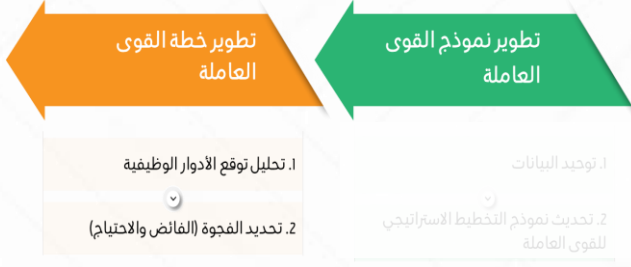 تطوير نموذج القوى
العاملة
تطوير خطة القوى
العاملة
1. توحيد البيانات
2. تحديث نموذج التخطيط الاستراتيجي
للقوى العاملة
1. تحليل توقع الأدوار الوظيفية
2. تحديد الفجوة (الفائض والاحتياج)